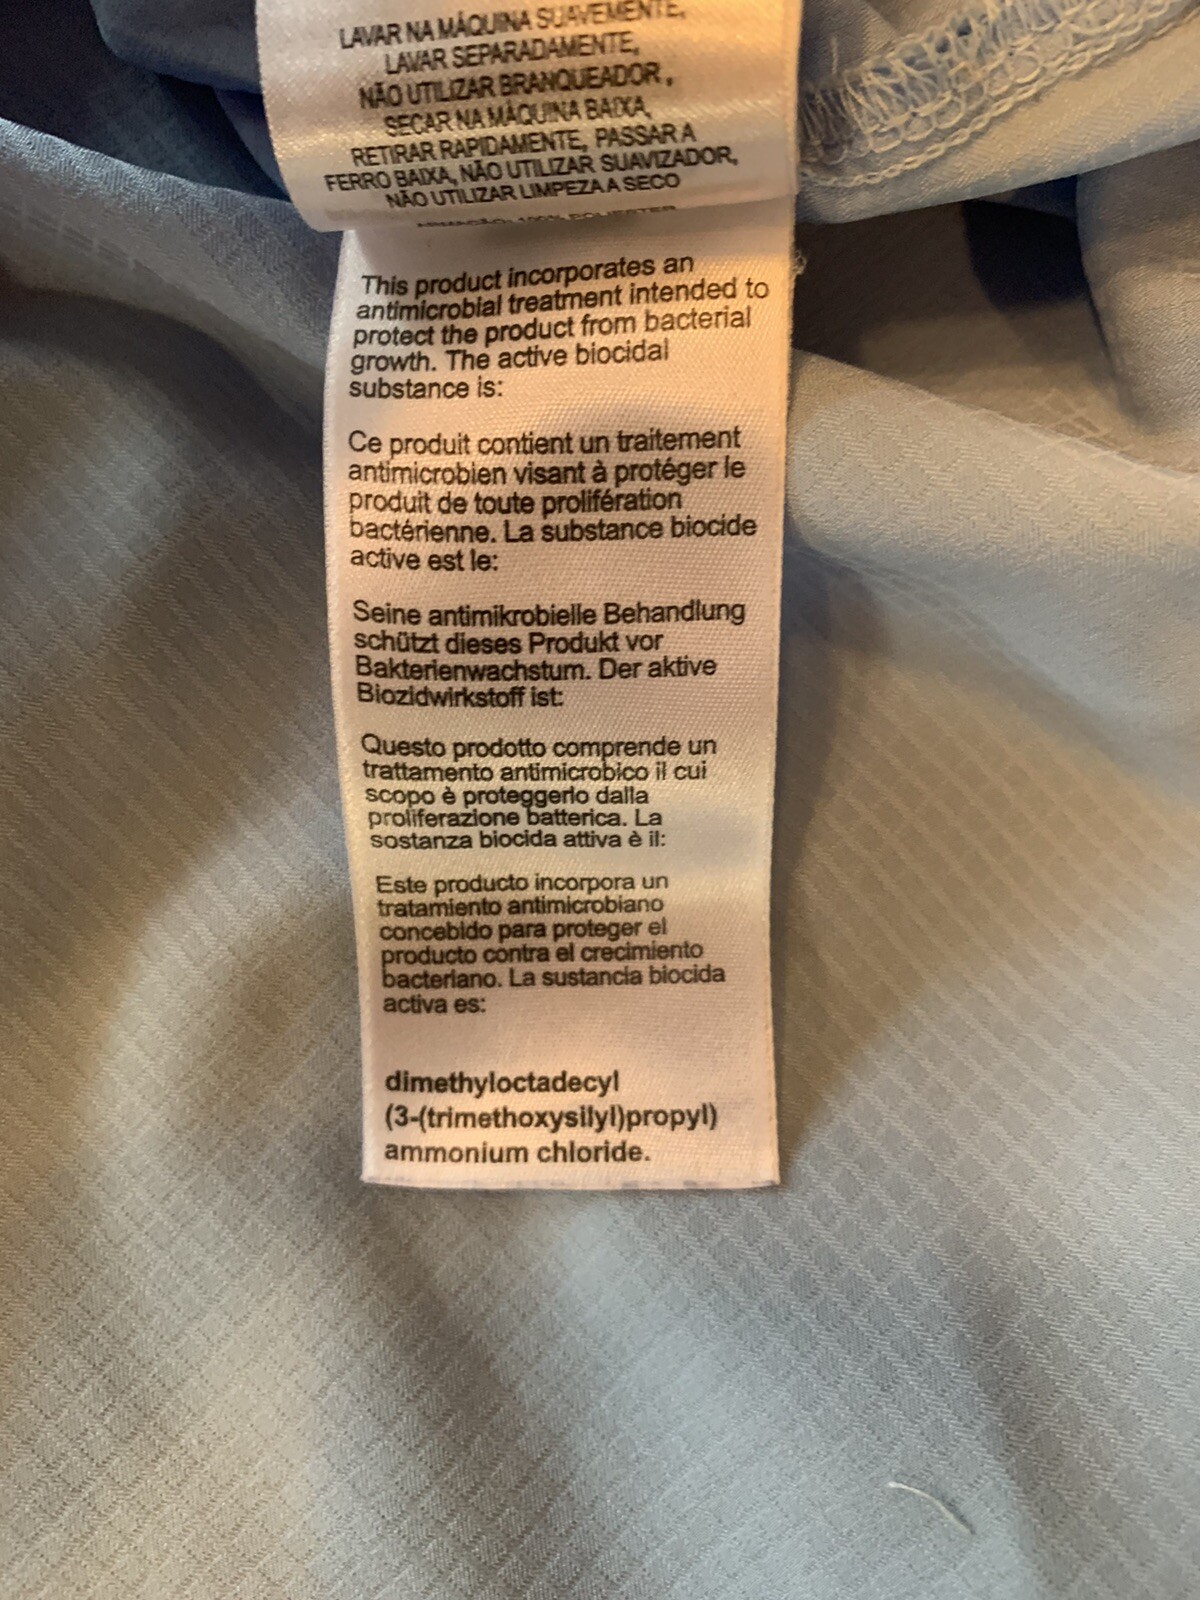 LAVAR NA MÁQUINA SUAVEMENTE,
LAVAR SEPARADAMENTE,
NÃO UTILIZAR BRANQUEADOR ,
SECAR NA MÁQUINA BAIXA,
RETIRAR RAPIDAMENTE, PASSAR A
FERRO BAIXA, NÃO UTILIZAR SUAVIZADOR,
NÃO UTILIZAR LIMPEZA A SECO
100% POLIESTER
This product incorporates an
antimicrobial treatment intended to
protect the product from bacterial
growth. The active biocidal
substance is:
Ce produit contient un traitement
antimicrobien visant à protéger le
produit de toute prolifération
bactérienne. La substance biocide
active est le:
Seine antimikrobielle Behandlung
schützt dieses Produkt vor
Bakterienwachstum. Der aktive
Biozidwirkstoff ist:
Questo prodotto comprende un
trattamento antimicrobico il cui
scopo è proteggerlo dalla
proliferazione batterica. La
sostanza biocida attiva è il:
Este producto incorpora un
tratamiento antimicrobiano
concebido para proteger el
producto contra el crecimiento
bacteriano. La sustancia biocida
activa es:
dimethyloctadecyl
(3-(trimethoxysilyl)propyl)
ammonium chloride.